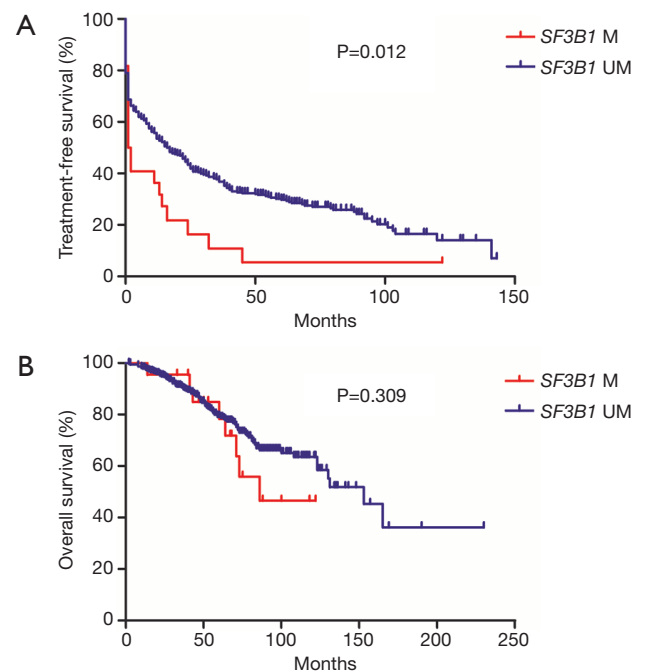 A
Treatment-free survival (%)
100
80
60
40
20
0
P=0.012
SF3B1 M
SF3B1 UM
0 50 100 150
Months
B
Overall survival (%)
100
80
60
40
20
0
P=0.309
SF3B1 M
SF3B1 UM
0 50 100 150 200 250
Months